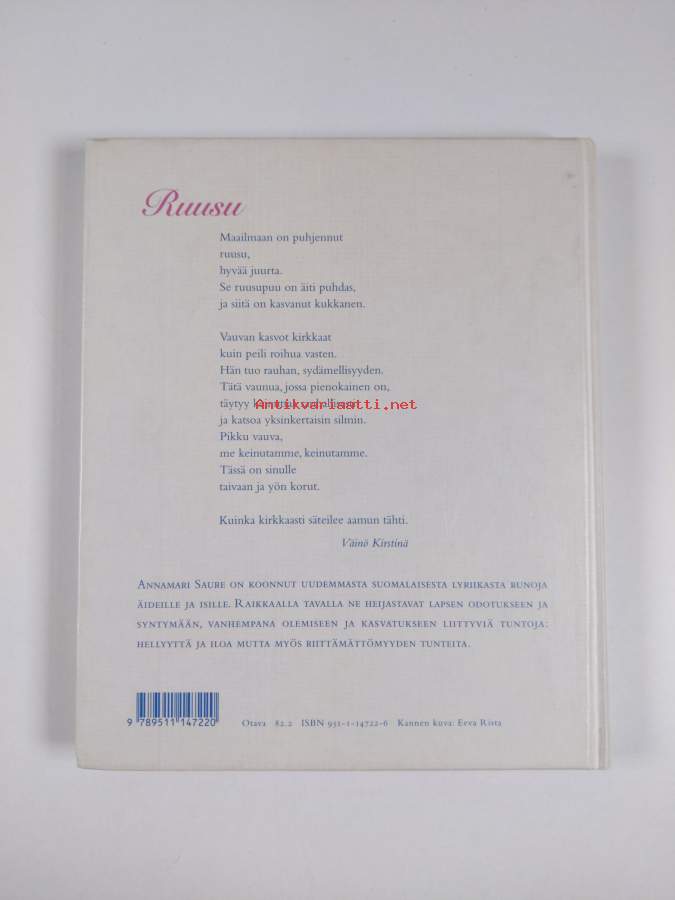 Ruusu
Maailmaan on puhjennut
ruusu,
hyvää juurta.
Se ruusupuu on äiti puhdas,
ja siitä on kasvanut kukkanen.
Vauvan kasvot kirkkaat
kuin peili roihua vasten.
Hän tuo rauhan, sydämellisyyden.
Tätä vaunua, jossa pienokainen on,
täytyy
Antikvariaatti.net
ja katsoa yksinkertaisin silmin.
Pikku vauva,
me keinutamme, keinutamme.
Tässä on sinulle
taivaan ja yön korut.
Kuinka kirkkaasti säteilee aamun tähti.
Väinö Kirstinä
Annamari Saure on koonnut uudemmasta suomalaisesta lyriikasta runoja
äideille ja isille. Raikkaalla tavalla ne heijastavat lapsen odotukseen ja
syntymään, vanhempana olemiseen ja kasvatukseen liittyviä tuntoja:
hellyyttä ja iloa mutta myös riittämättömyyden tunteita.
9 789511 147220
Otava 82.2 ISBN 951-1-14722-6 Kannen kuva: Eeva Rista